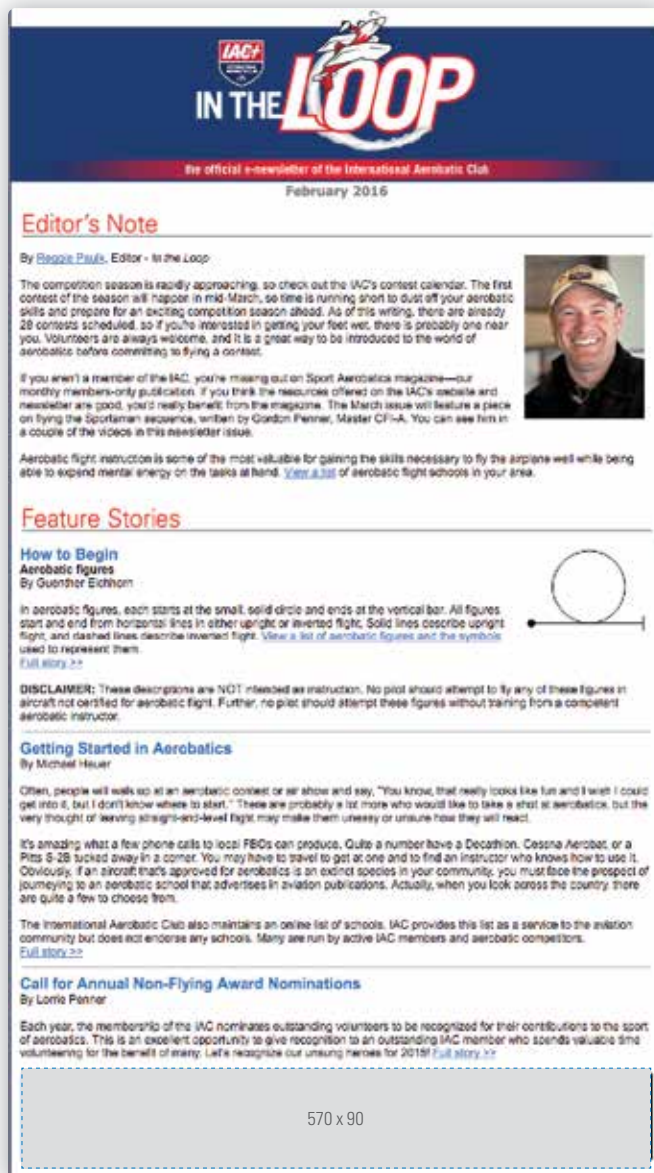 IAC+
IN THE LOOP
the official e-newsletter of the International Aerobatic Club
February 2016
Editor's Note
By Reggie Paulk, Editor - In the Loop
The competition season is rapidly approaching, so check out the IAC's contest calendar. The first
contest of the season will happen in mid-March, so time is running short to dust off your aerobatic
skills and prepare for an exciting competition season ahead. As of this writing, there are already
28 contests scheduled, so if you're interested in getting your feet wet, there is probably one near
you. Volunteers are always welcome, and it is a great way to be introduced to the world of
aerobatics before committing to flying a contest.
If you aren't a member of the IAC, you're missing out on Sport Aerobatics magazine—our
monthly members-only publication. If you think the resources offered on the IAC's website and
newsletter are good, you'd really benefit from the magazine. The March issue will feature a piece
on flying the Sportsman sequence, written by Gordon Penner, Master CFI-A. You can see him in
a couple of the videos in this newsletter issue.
Aerobatic flight instruction is some of the most valuable for gaining the skills necessary to fly the airplane well while being
able to expend mental energy on the tasks at hand. View a list of aerobatic flight schools in your area.
Feature Stories
How to Begin
Aerobatic figures
By Guenther Eichhorn
In aerobatic figures, each starts at the small, solid circle and ends at the vertical bar. All figures
start and end from horizontal lines in either upright or inverted flight. Solid lines describe upright
flight, and dashed lines describe inverted flight. View a list of aerobatic figures and the symbols
used to represent them.
Full story >>
DISCLAIMER: These descriptions are NOT intended as instruction. No pilot should attempt to fly any of these figures in
aircraft not certified for aerobatic flight. Further, no pilot should attempt these figures without training from a competent
aerobatic instructor.
Getting Started in Aerobatics
By Michael Heuer
Often, people will walk up at an aerobatic contest or air show and say, "You know, that really looks like fun and I wish I could
get into it, but I don't know where to start." There are probably a lot more who would like to take a shot at aerobatics, but the
very thought of leaving straight-and-level flight may make them uneasy or unsure how they will react.
It's amazing what a few phone calls to local FBOs can produce. Quite a number have a Decathlon, Cessna Aerobat, or a
Pitts S-2B tucked away in a corner. You may have to travel to get at one and to find an instructor who knows how to use it.
Obviously, if an aircraft that's approved for aerobatics is an extinct species in your community, you must face the prospect of
journeying to an aerobatic school that advertises in aviation publications. Actually, when you look across the country, there
are quite a few to choose from.
The International Aerobatic Club also maintains an online list of schools. IAC provides this list as a service to the aviation
community but does not endorse any schools. Many are run by active IAC members and aerobatic competitors.
Full story >>
Call for Annual Non-Flying Award Nominations
By Lorrie Penner
Each year, the membership of the IAC nominates outstanding volunteers to be recognized for their contributions to the sport
of aerobatics. This is an excellent opportunity to give recognition to an outstanding IAC member who spends valuable time
volunteering for the benefit of many. Let's recognize our unsung heroes for 2015! Full story >>
570 x 90